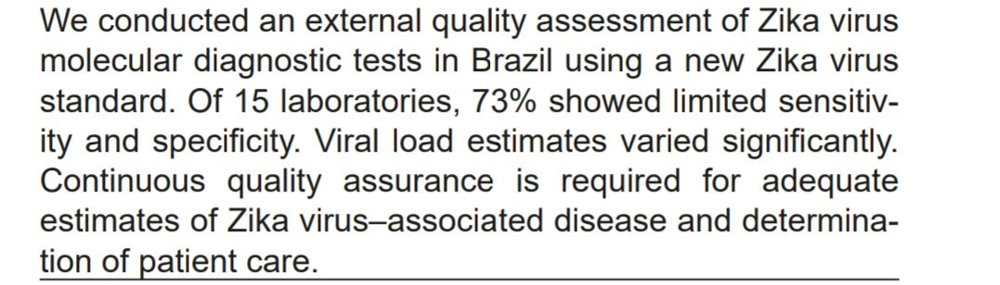 We conducted an external quality assessment of Zika virus
molecular diagnostic tests in Brazil using a new Zika virus
standard. Of 15 laboratories, 73% showed limited sensitiv-
ity and specificity. Viral load estimates varied significantly.
Continuous quality assurance is required for adequate
estimates of Zika virus–associated disease and determina-
tion of patient care.